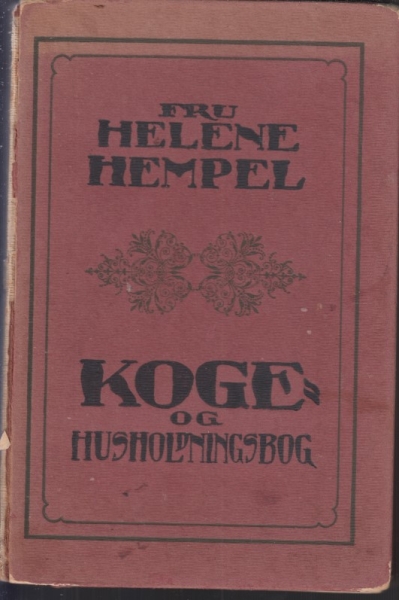 FRU
HELENE
HEMPEL
KOGE=
OG
HUSHOLDNINGSBOG